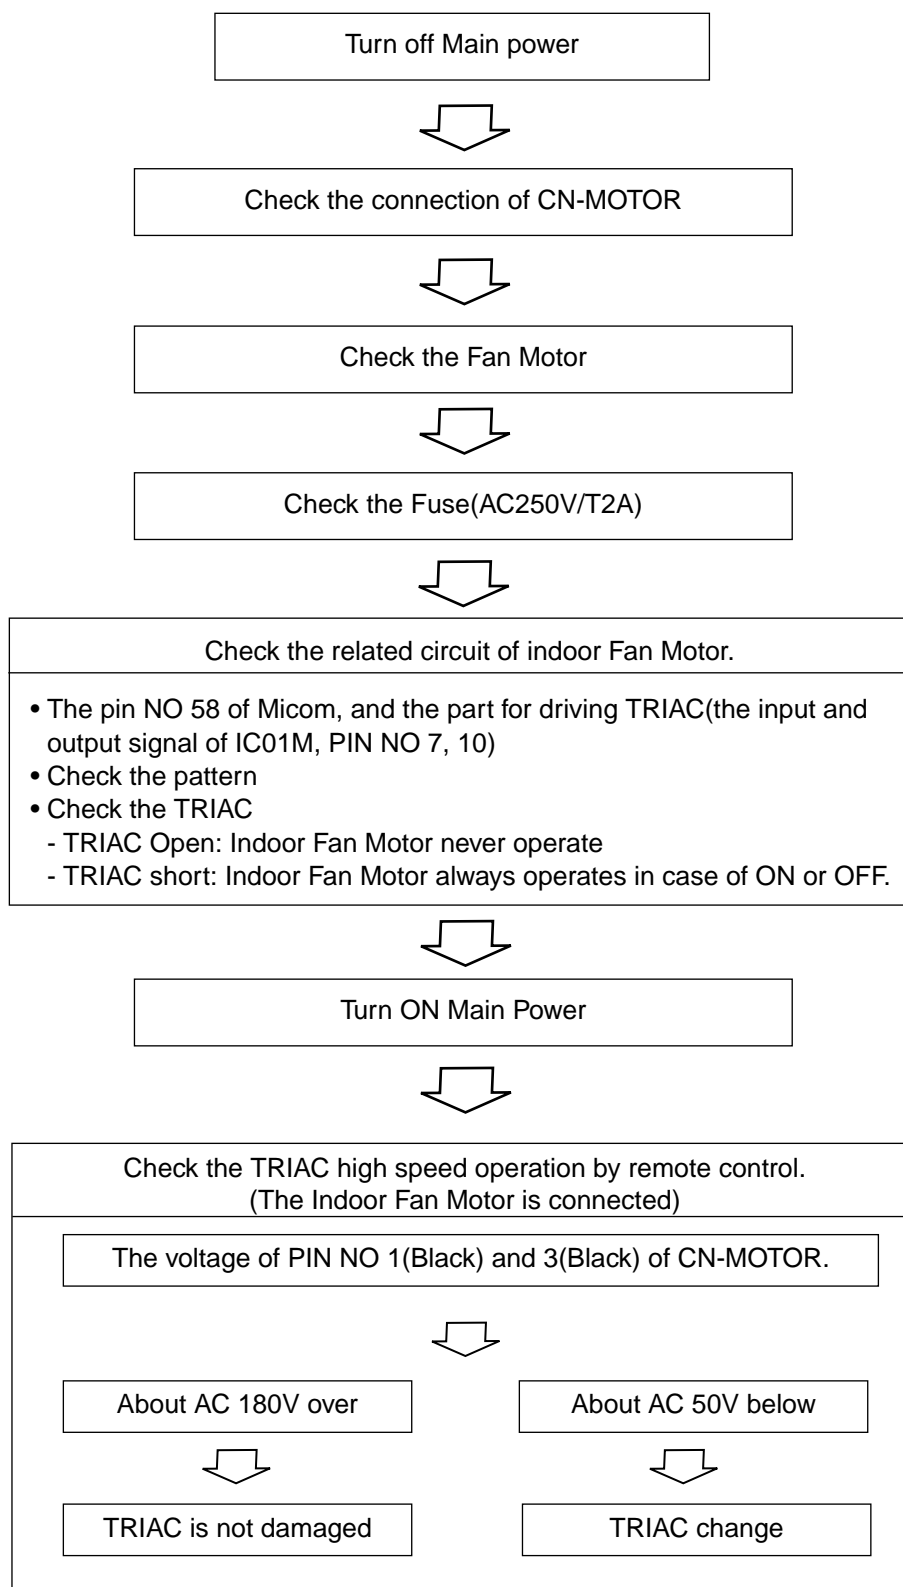 Turn off Main power
Check the connection of CN-MOTOR
Check the Fan Motor
Check the Fuse(AC250V/T2A)
Check the related circuit of indoor Fan Motor.
• The pin NO 58 of Micom, and the part for driving TRIAC(the input and
output signal of IC01M, PIN NO 7, 10)
• Check the pattern
• Check the TRIAC
- TRIAC Open: Indoor Fan Motor never operate
- TRIAC short: Indoor Fan Motor always operates in case of ON or OFF.
Turn ON Main Power
Check the TRIAC high speed operation by remote control.
(The Indoor Fan Motor is connected)
The voltage of PIN NO 1(Black) and 3(Black) of CN-MOTOR.
About AC 180V over
About AC 50V below
TRIAC is not damaged
TRIAC change